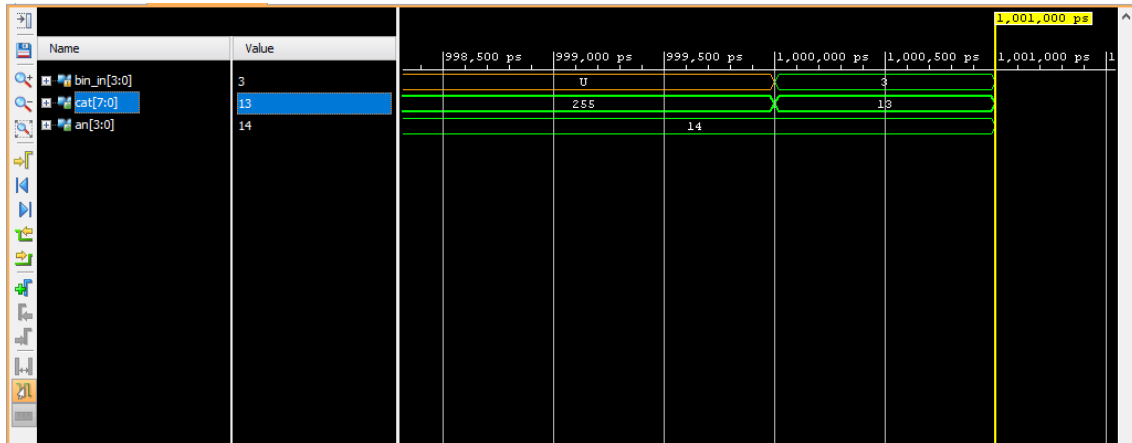 1,001,000 ps
Name Value
998,500 ps 999,000 ps 999,500 ps 1,000,000 ps 1,000,500 ps 1,001,000 ps 1
bin_in[3:0] 3 U 3
cat[7:0] 13 255 13
an[3:0] 14 14